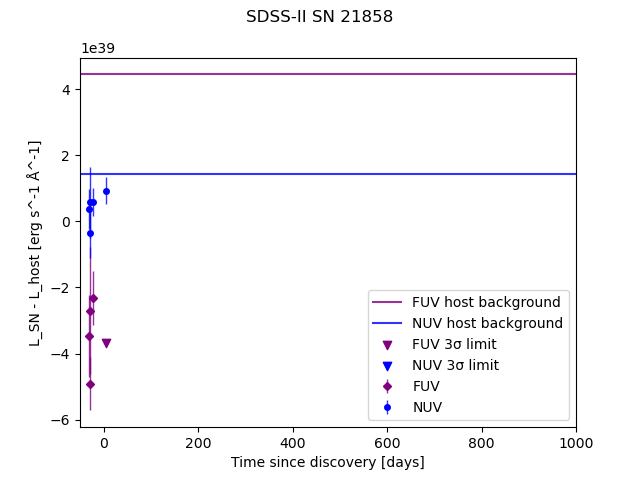 SDSS-II SN 21858
1e39
4
2
0
−2
−4
−6
L_SN - L_host [erg s^-1 Å^-1]
FUV host background
NUV host background
FUV 3σ limit
NUV 3σ limit
FUV
NUV
0 200 400 600 800 1000
Time since discovery [days]